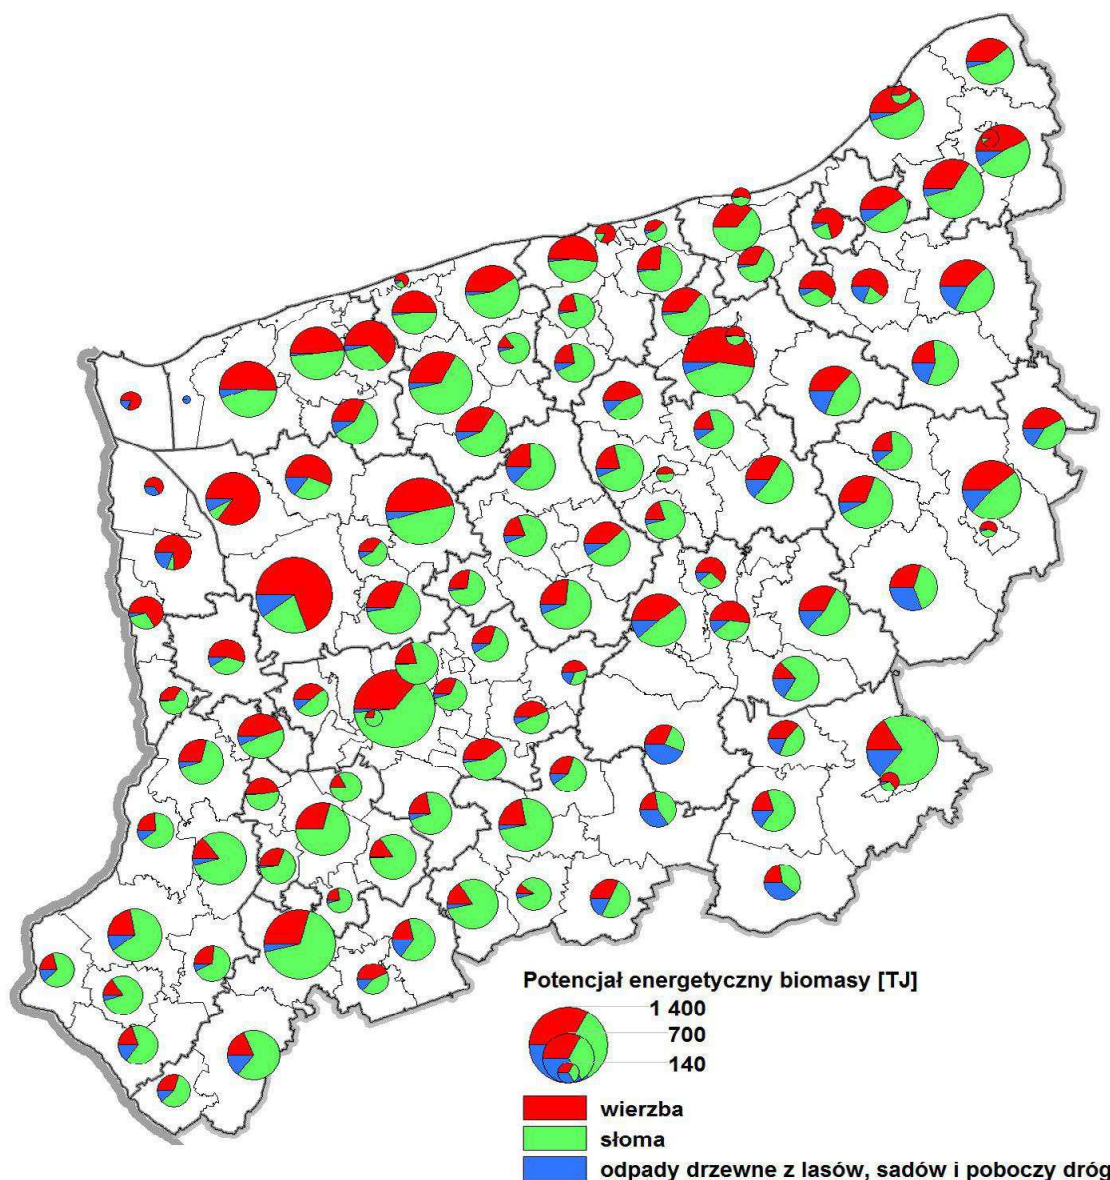 Potencjał energetyczny biomasy [TJ]
1 400
700
140
wierzba
słoma
odpady drzewne z lasów, sadów i poboczy dróg